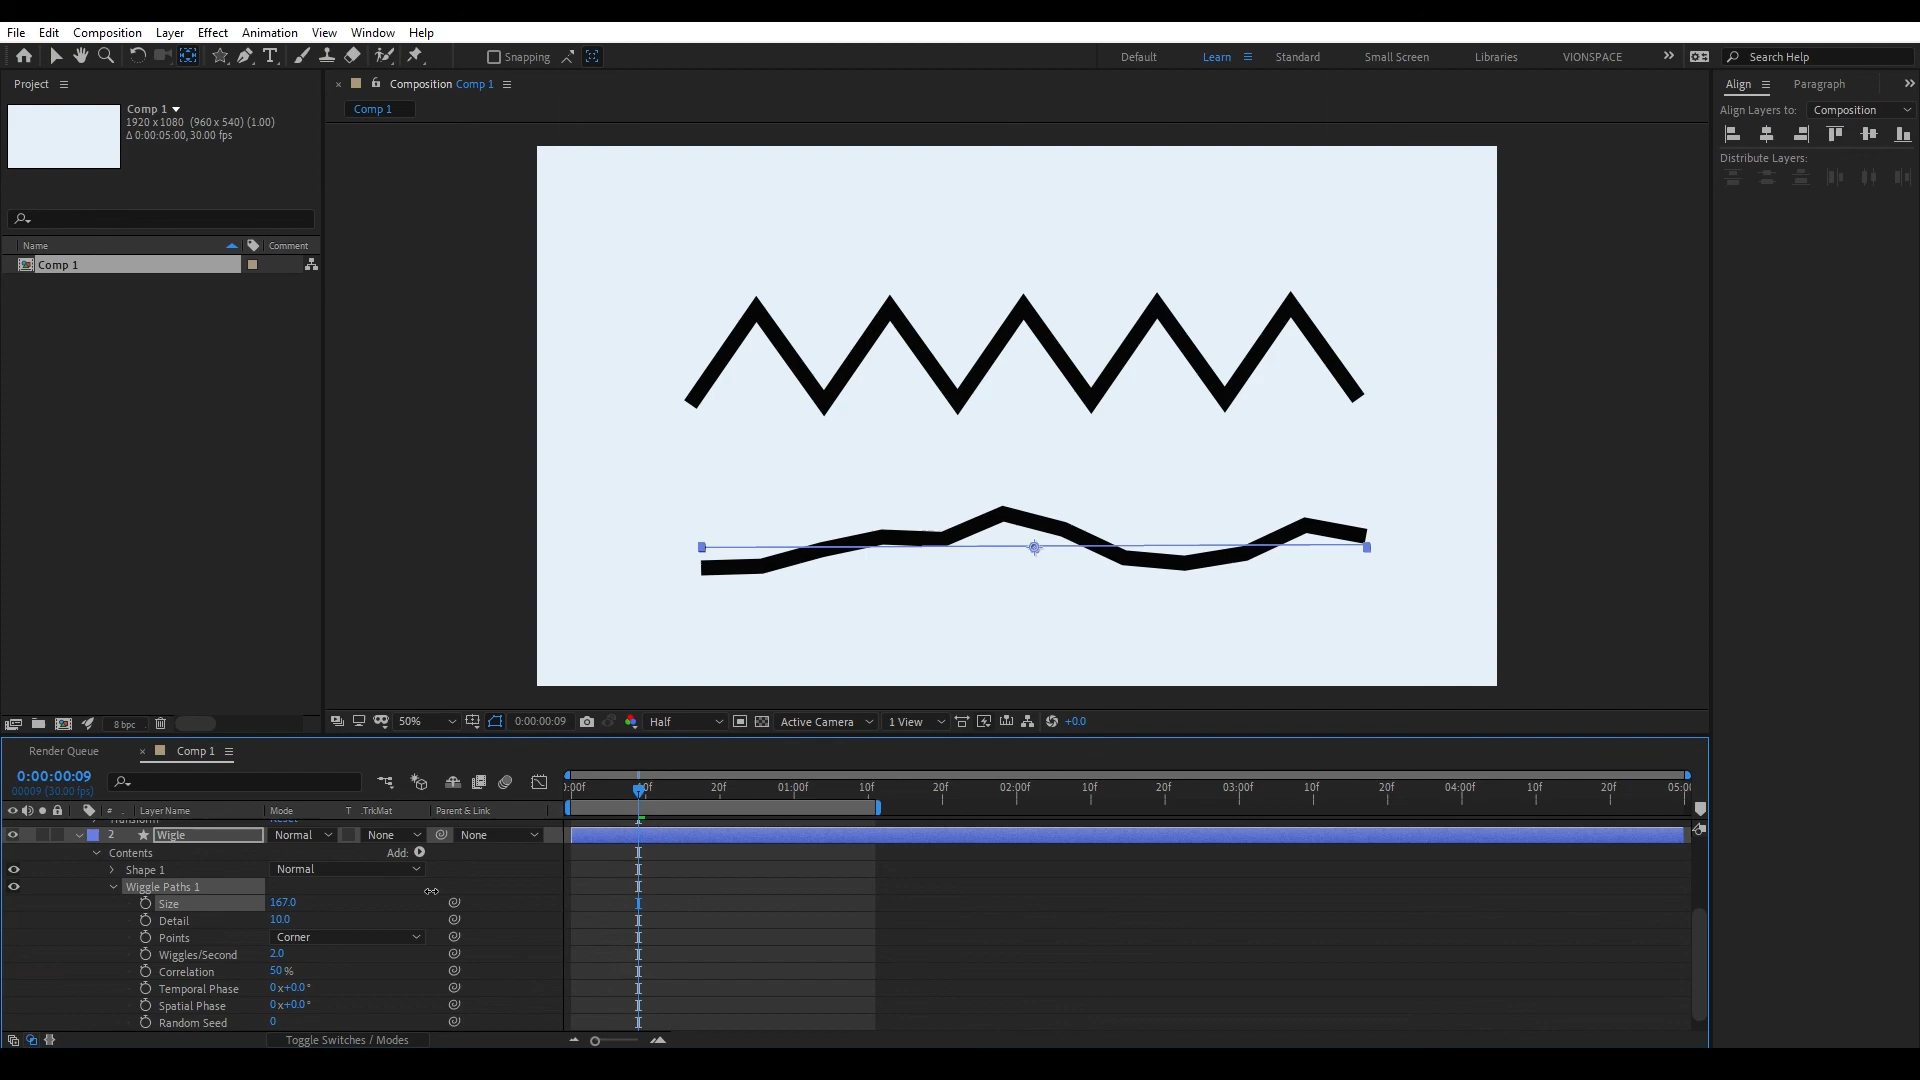 File Edit Composition Layer Effect Animation View Window Help
Snapping Default Learn Standard Small Screen Libraries VIONSPACE Search Help
Project Composition Comp 1 Align Paragraph
Comp 1 Comp 1 Align Layers to: Composition
1920 x 1080 (960 x 540) (1.00)
Δ 0:00:05:00, 30.00 fps
Distribute Layers:
Name Comment
Comp 1
8 bpc 50% 0:00:00:09 Half Active Camera 1 View +0.0
Render Queue Comp 1
0:00:00:09
00009 (30.00 fps)
):00f 20f 01:00f 10f 20f 02:00f 10f 20f 03:00f 10f 20f 04:00f 10f 20f 05:00
# Layer Name Mode T .TrkMat Parent & Link
2 Wigle Normal None None
Contents Add:
Shape 1 Normal
Wiggle Paths 1
Size 167.0
Detail 10.0
Points Corner
Wiggles/Second 2.0
Correlation 50 %
Temporal Phase 0 x +0.0 °
Spatial Phase 0 x +0.0 °
Random Seed 0
Toggle Switches / Modes